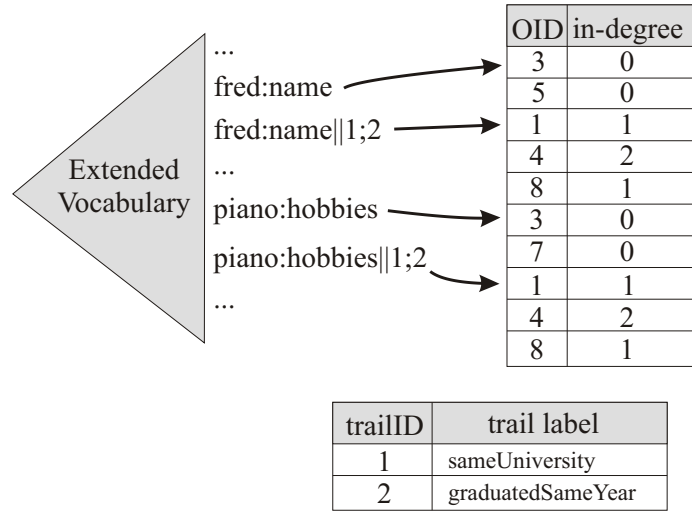 ...
fred:name
fred:name||1;2
...
piano:hobbies
piano:hobbies||1;2
...
Extended
Vocabulary
OID in-degree
3 0
5 0
1 1
4 2
8 1
3 0
7 0
1 1
4 2
8 1
trailID trail label
1 sameUniversity
2 graduatedSameYear